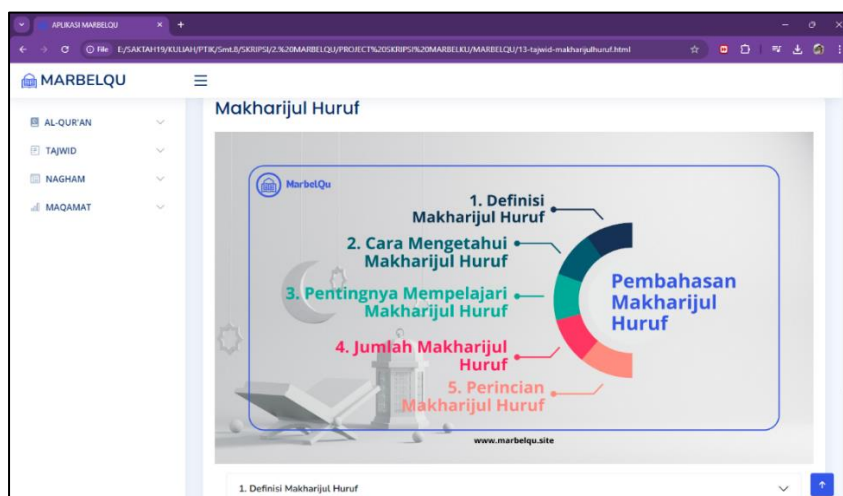 APLIKASI MARBELQU
File E:/SAKTAH19/KULIAH/PTIK/Smt.8/SKRIPSI/2.%20MARBELQU/PROJECT%20SKRIPSI%20MARBELKU/MARBELQU/13-tajwid-makharijulhuruf.html
MARBELQU
AL-QUR'AN
TAJWID
NAGHAM
MAQAMAT
Makharijul Huruf
MarbelQu
1. Definisi
Makharijul Huruf
2. Cara Mengetahui
Makharijul Huruf
3. Pentingnya Mempelajari
Makharijul Huruf
4. Jumlah Makharijul
Huruf
5. Perincian
Makharijul Huruf
Pembahasan
Makharijul
Huruf
www.marbelqu.site
1. Definisi Makharijul Huruf